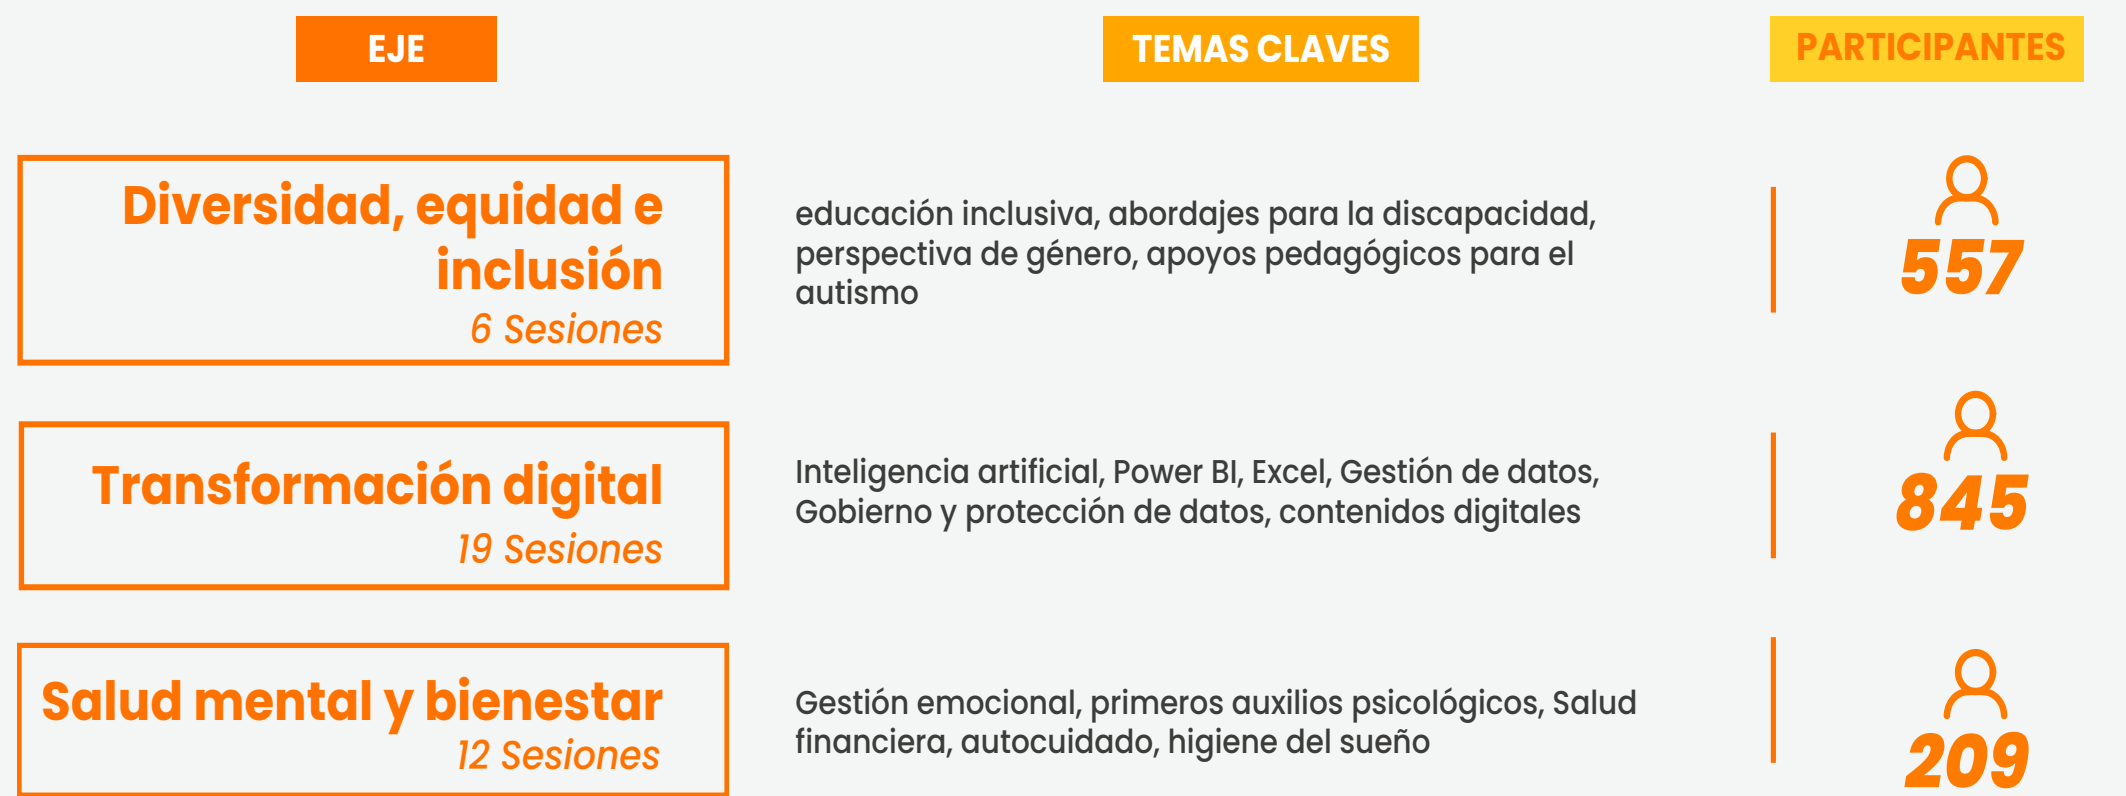 EJE
TEMAS CLAVES
PARTICIPANTES
Diversidad, equidad e
inclusión
6 Sesiones
educación inclusiva, abordajes para la discapacidad,
perspectiva de género, apoyos pedagógicos para el
autismo
557
Transformación digital
19 Sesiones
Inteligencia artificial, Power BI, Excel, Gestión de datos,
Gobierno y protección de datos, contenidos digitales
845
Salud mental y bienestar
12 Sesiones
Gestión emocional, primeros auxilios psicológicos, Salud
financiera, autocuidado, higiene del sueño
209